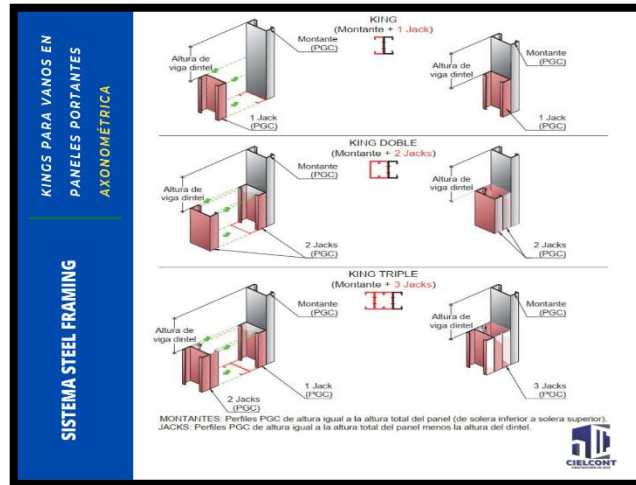 KINGS PARA VANOS EN
PANELES PORTANTES
AXONOMÉTRICA
SISTEMA STEEL FRAMING
KING
(Montante + 1 Jack)
Altura de
viga dintel
Montante
(PGC)
1 Jack
(PGC)
Altura de
viga dintel
Montante
(PGC)
1 Jack
(PGC)
KING DOBLE
(Montante + 2 Jacks)
Altura de
viga dintel
Montante
(PGC)
2 Jacks
(PGC)
Altura de
viga dintel
Montante
(PGC)
2 Jacks
(PGC)
KING TRIPLE
(Montante + 3 Jacks)
Altura de
viga dintel
Montante
(PGC)
2 Jacks
(PGC)
1 Jack
(PGC)
Altura de
viga dintel
Montante
(PGC)
3 Jacks
(PGC)
MONTANTES: Perfiles PGC de altura igual a la altura total del panel (de solera inferior a solera superior).
JACKS: Perfiles PGC de altura igual a la altura total del panel menos la altura del dintel.
CIELCONT